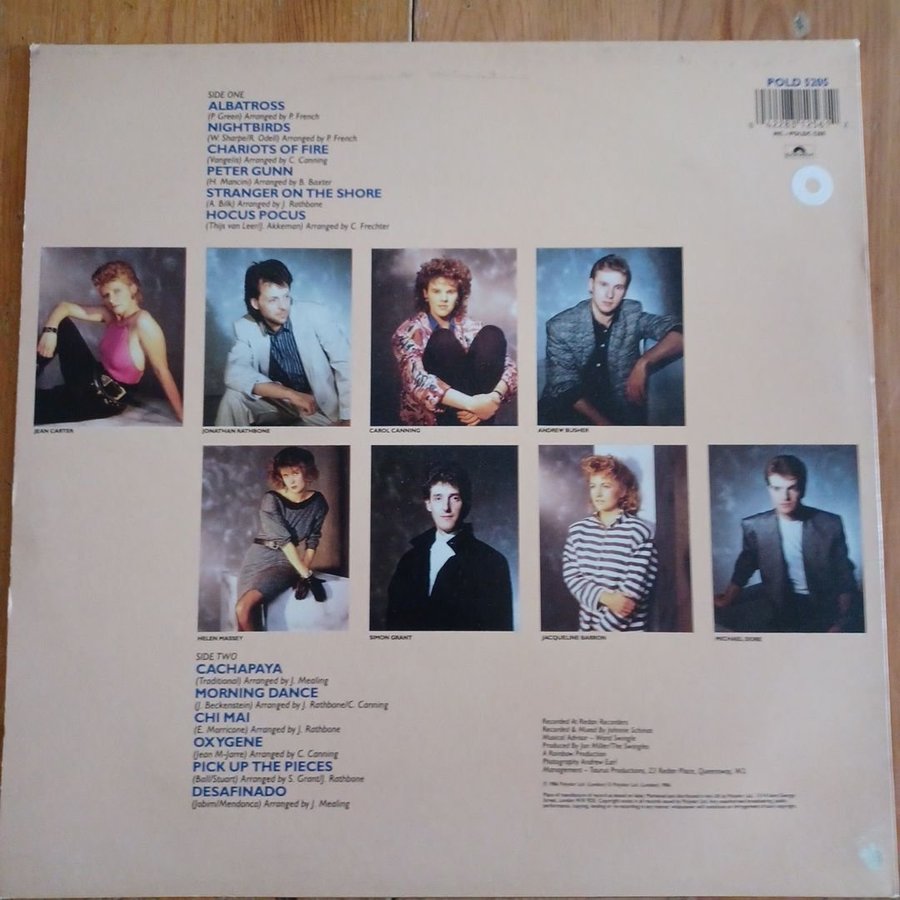 SIDE ONE
ALBATROSS
(P. Green) Arranged by P. French
NIGHTBIRDS
(W. Sharpe/R. Odell) Arranged by P. French
CHARIOTS OF FIRE
(Vangelis) Arranged by C. Canning
PETER GUNN
(H. Mancini) Arranged by B. Baxter
STRANGER ON THE SHORE
(A. Bilk) Arranged by J. Rathbone
HOCUS POCUS
(Thijs van Leer/J. Akkerman) Arranged by C. Frechter
POLD 5205
JEAN CARTER
JONATHAN RATHBONE
CAROL CANNING
ANDREW BUSHER
HELEN MASSEY
SIMON GRANT
JACQUELINE BARRON
MICHAEL DORE
SIDE TWO
CACHAPAYA
(Traditional) Arranged by J. Mealing
MORNING DANCE
(J. Beckenstein) Arranged by J. Rathbone/C. Canning
CHI MAI
(E. Morricone) Arranged by J. Rathbone
OXYGENE
(Jean M-Jarre) Arranged by C. Canning
PICK UP THE PIECES
(Ball/Stuart) Arranged by S. Grant/J. Rathbone
DESAFINADO
(Jobim/Mendanca) Arranged by J. Mealing
Recorded At Redan Recorders
Recorded & Mixed By Johnnie
Musical Advisor – Ward Swingle
Produced By Jan Miller/The Swingles
A Rainbow Production
Photography Andrew Earl
Management – Taurus Productions, 23 Redan Place, Queensway, W2.